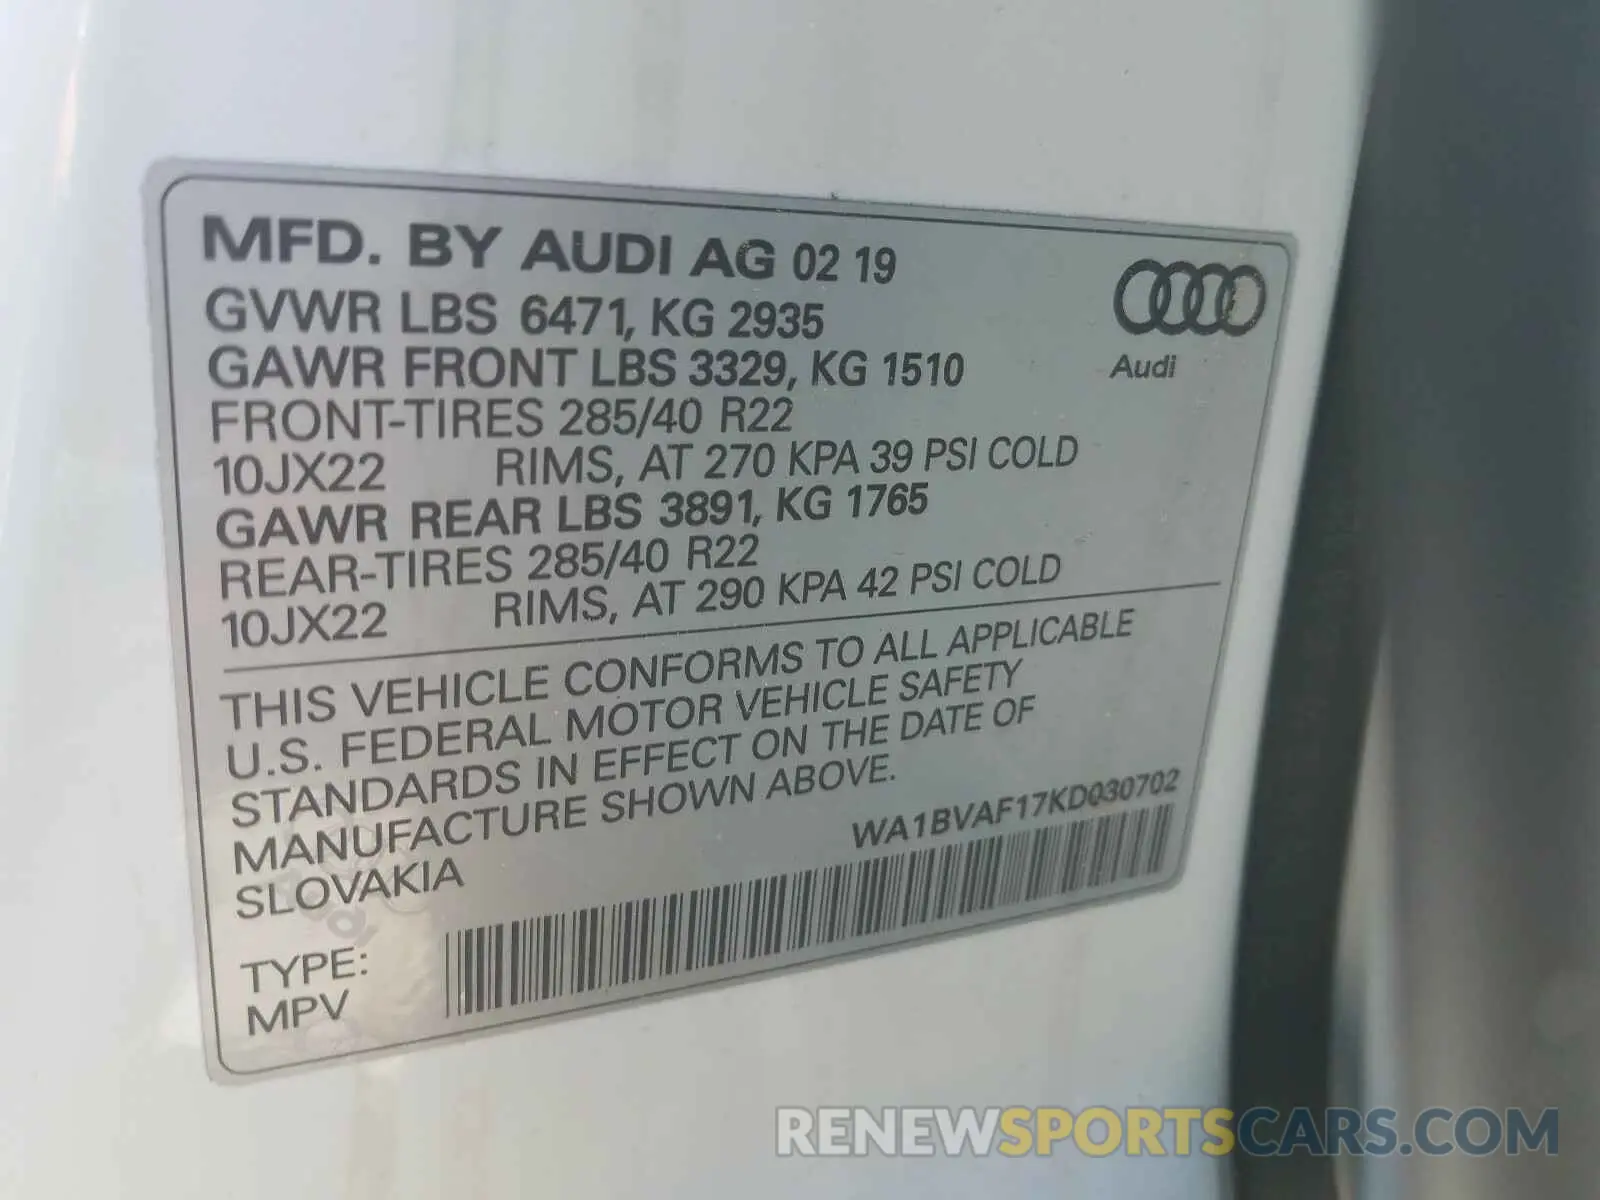 MFD. BY AUDI AG 02 19
GVWR LBS 6471, KG 2935
GAWR FRONT LBS 3329, KG 1510
FRONT-TIRES 285/40 R22
10JX22 RIMS, AT 270 KPA 39 PSI COLD
GAWR REAR LBS 3891, KG 1765
REAR-TIRES 285/40 R22
10JX22 RIMS, AT 290 KPA 42 PSI COLD
Audi
THIS VEHICLE CONFORMS TO ALL APPLICABLE
U.S. FEDERAL MOTOR VEHICLE SAFETY
STANDARDS IN EFFECT ON THE DATE OF
MANUFACTURE SHOWN ABOVE.
SLOVAKIA
WA1BVAF17KD030702
TYPE:
MPV
RENEWSPORTSCARS.COM